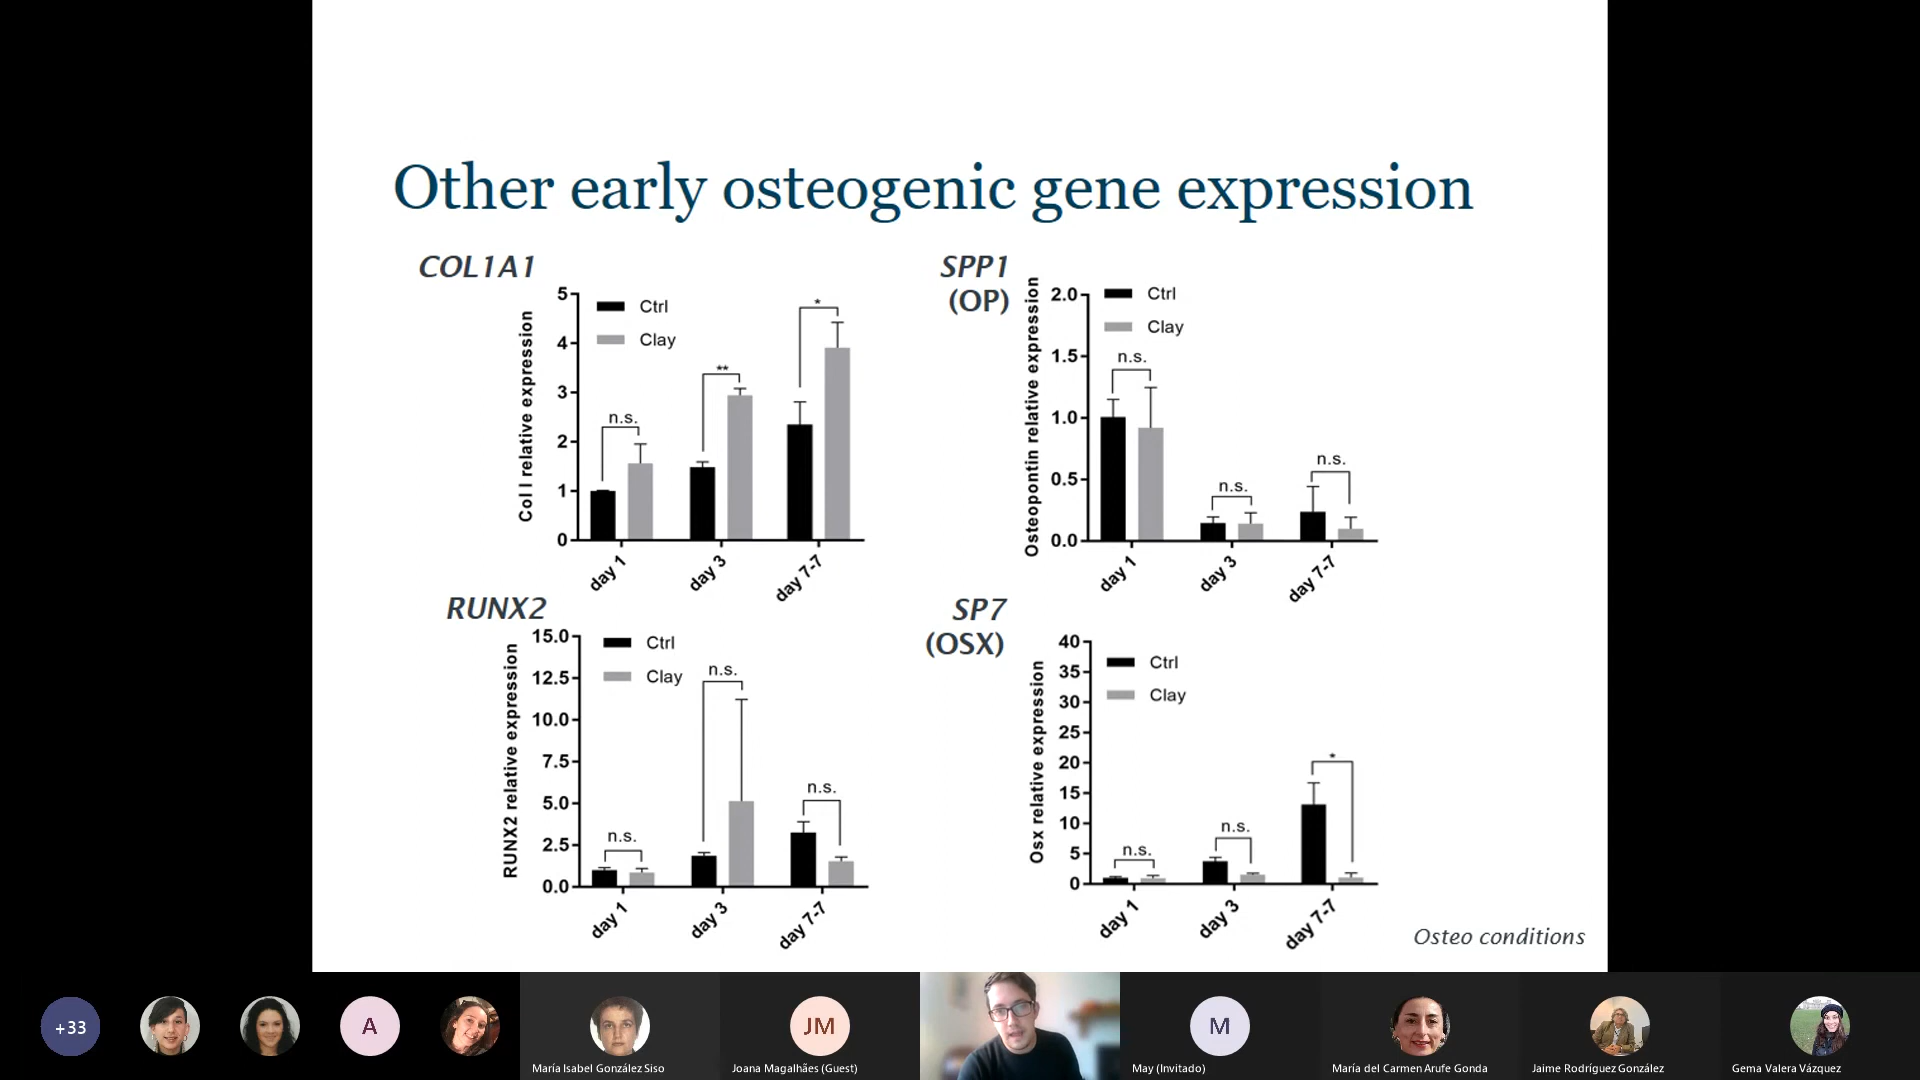 Other early osteogenic gene expression
COL1A1
Col I relative expression
5
4
3
2
1
0
Ctrl
Clay
n.s.
**
*
day 1
day 3
day 7-7
SPP1
(OP)
Osteopontin relative expression
2.0
1.5
1.0
0.5
0.0
Ctrl
Clay
n.s.
n.s.
n.s.
day 1
day 3
day 7-7
RUNX2
RUNX2 relative expression
15.0
12.5
10.0
7.5
5.0
2.5
0.0
Ctrl
Clay
n.s.
n.s.
n.s.
day 1
day 3
day 7-7
SP7
(OSX)
Osx relative expression
40
35
30
25
20
15
10
5
0
Ctrl
Clay
n.s.
n.s.
*
day 1
day 3
day 7-7
Osteo conditions
+33
A
JM
M
María Isabel González Siso
Joana Magalhães (Guest)
May (Invitado)
María del Carmen Arufe Gonda
Jaime Rodríguez González
Gema Valera Vázquez